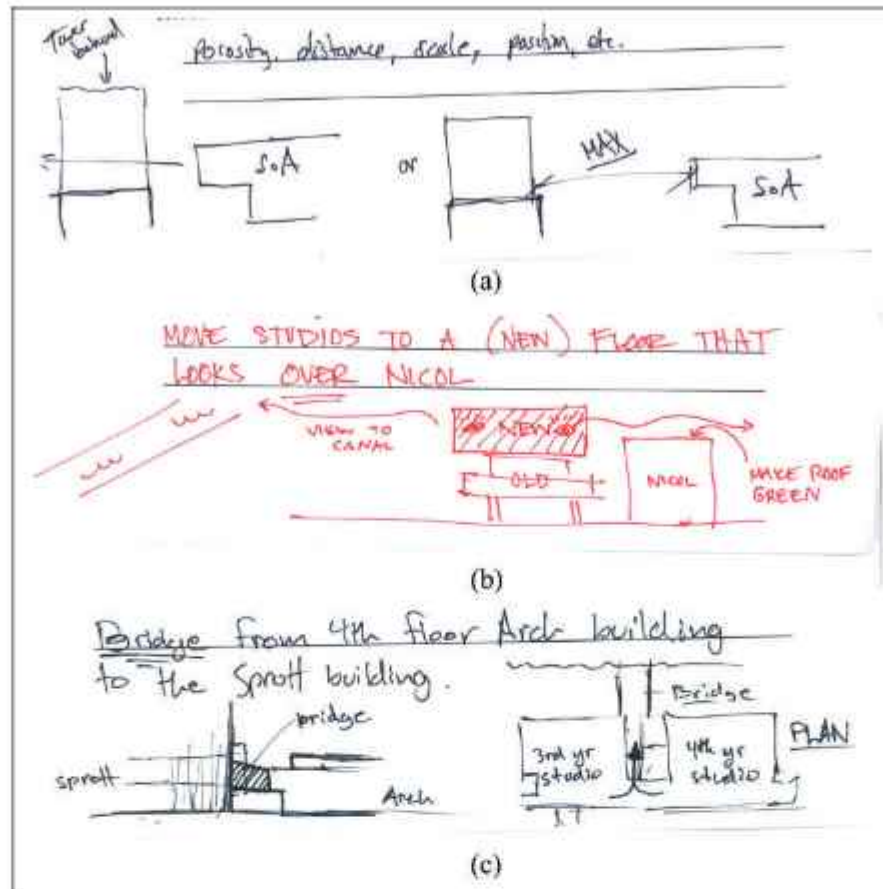 Tower behind
porosity, distance, scale, position, etc.
SoA
or
MAX
SoA
(a)
MOVE STUDIOS TO A (NEW) FLOOR THAT
LOOKS OVER NICOL
VIEW TO
CANAL
NEW
OLD
NICOL
MAKE ROOF
GREEN
(b)
Bridge from 4th floor Arch building
to the Sprott building.
bridge
sprott
Arch
Bridge
3rd yr
studio
4th yr
studio
PLAN
(c)